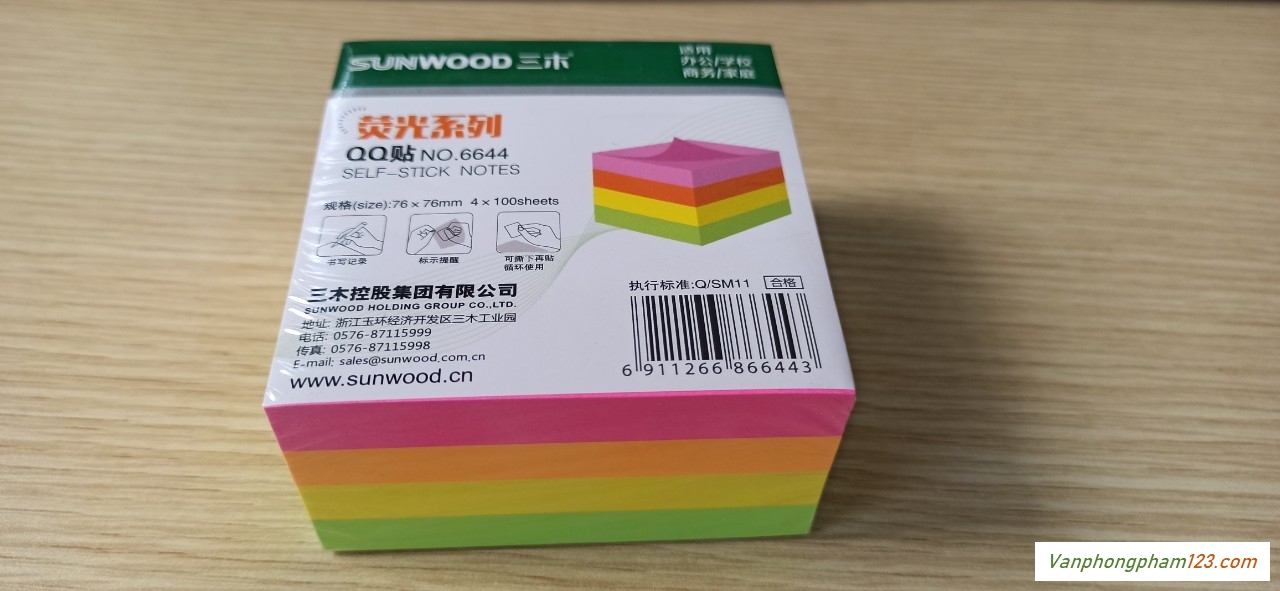 SUNWOOD 三木
适用
办公/学校
商务/家庭
荧光系列
QQ贴 NO.6644
SELF-STICK NOTES
规格(size):76×76mm 4×100sheets
书写记录
标示提醒
可撕下再贴
循环使用
三木控股集团有限公司
SUNWOOD HOLDING GROUP CO.,LTD.
地址: 浙江玉环经济开发区三木工业园
电话: 0576-87115999
传真: 0576-87115998
E-mail: sales@sunwood.com.cn
www.sunwood.cn
执行标准:Q/SM11 合格
6 911266 866443
Vanphongpham123.com